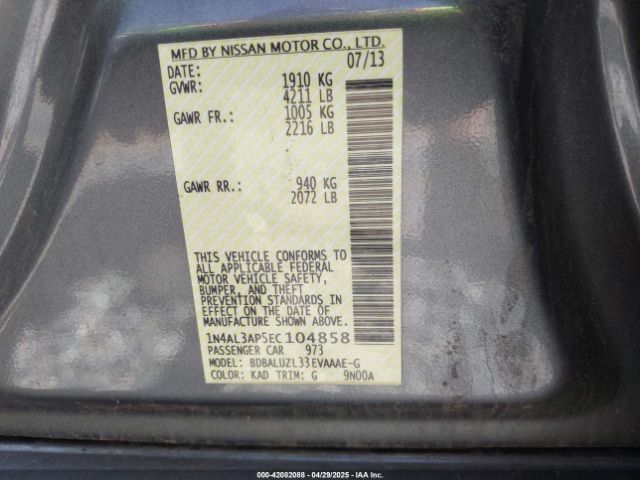 MFD BY NISSAN MOTOR CO., LTD.
DATE: 07/13
GVWR: 1910 KG
4211 LB
GAWR FR.: 1005 KG
2216 LB
GAWR RR.: 940 KG
2072 LB
THIS VEHICLE CONFORMS TO
ALL APPLICABLE FEDERAL
MOTOR VEHICLE SAFETY,
BUMPER, AND THEFT
PREVENTION STANDARDS IN
EFFECT ON THE DATE OF
MANUFACTURE SHOWN ABOVE.
1N4AL3AP5EC104858
PASSENGER CAR 973
MODEL: BDBALUZL33EVAAAE-G
COLOR: KAD TRIM: G 9N00A
000-42082088 - 04/29/2025 - IAA, Inc.